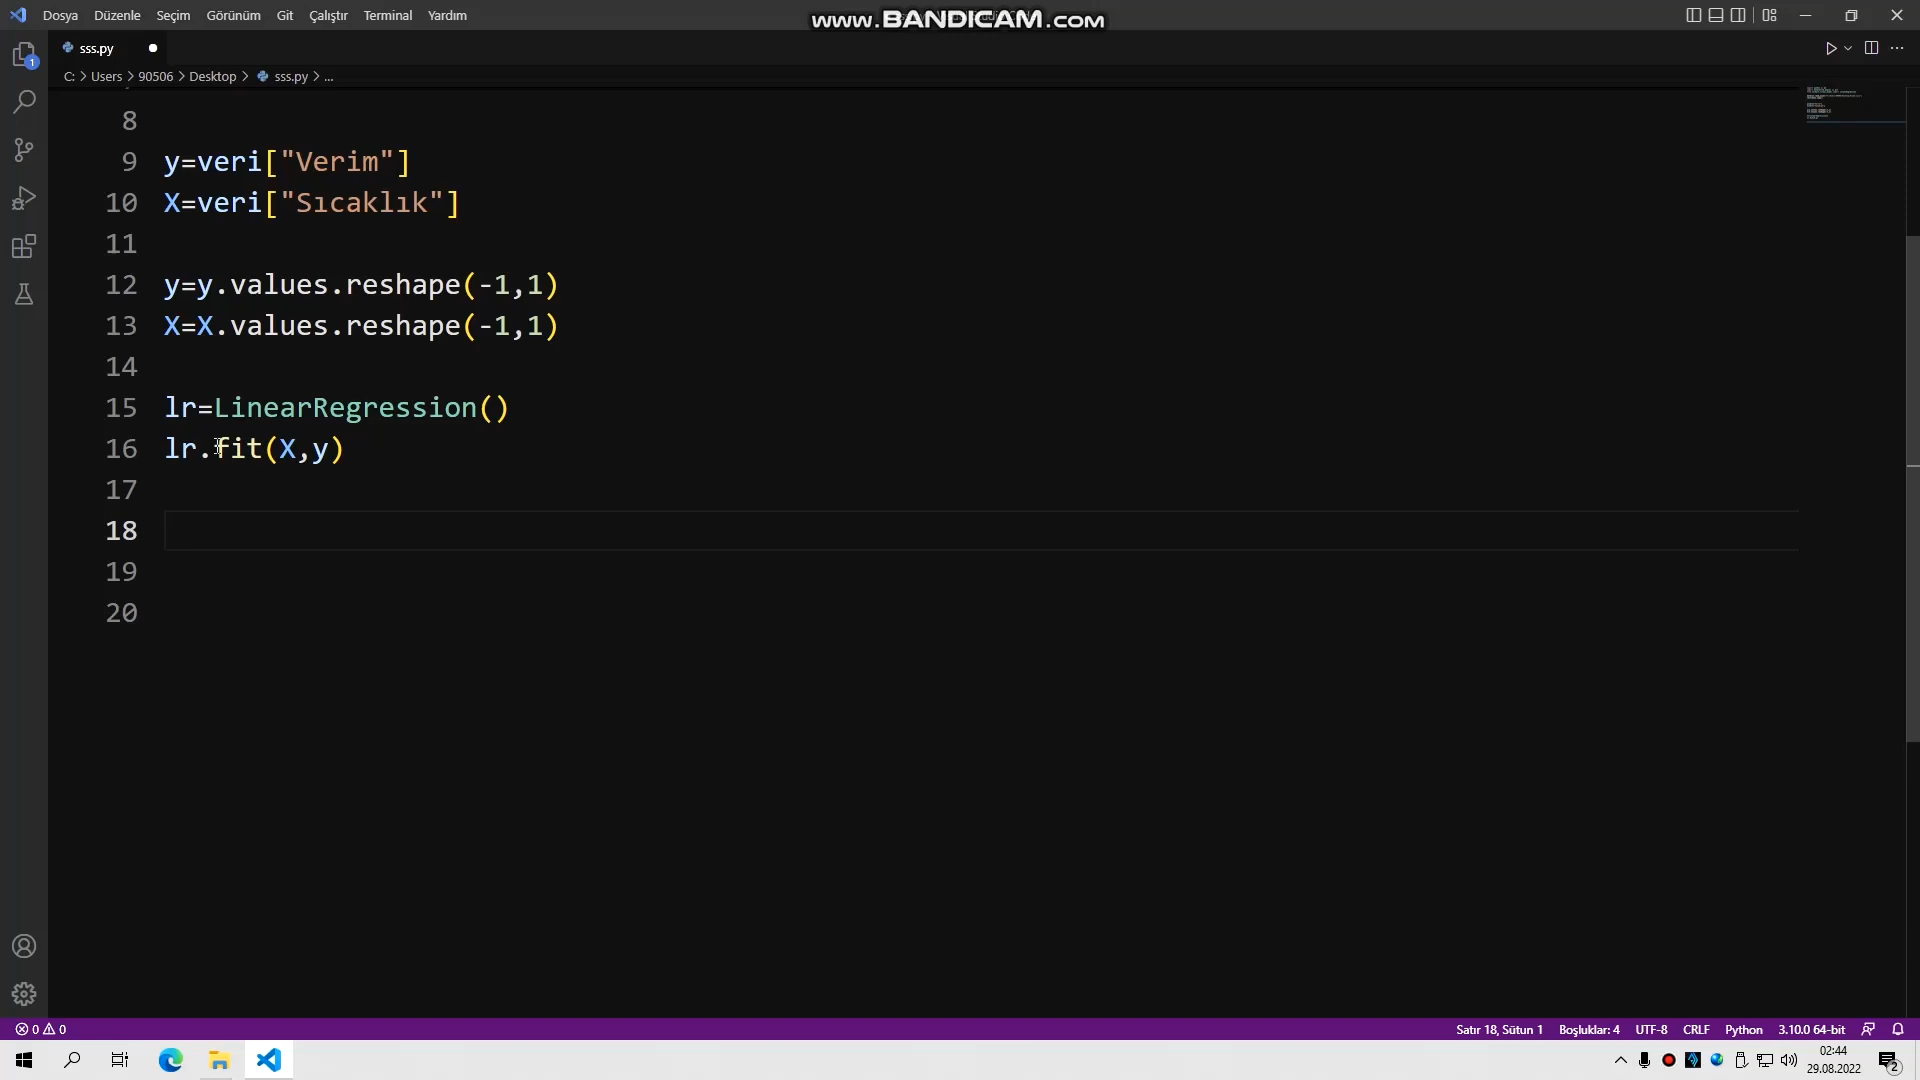 Dosya Düzenle Seçim Görünüm Git Çalıştır Terminal Yardım
www.BANDICAM.com
sss.py
C: > Users > 90506 > Desktop > sss.py > ...
1
8
9 y=veri["Verim"]
10 X=veri["Sıcaklık"]
11
12 y=y.values.reshape(-1,1)
13 X=X.values.reshape(-1,1)
14
15 lr=LinearRegression()
16 lr.fit(X,y)
17
18
19
20
0 0 Satır 18, Sütun 1 Boşluklar: 4 UTF-8 CRLF Python 3.10.0 64-bit
02:44
29.08.2022
2